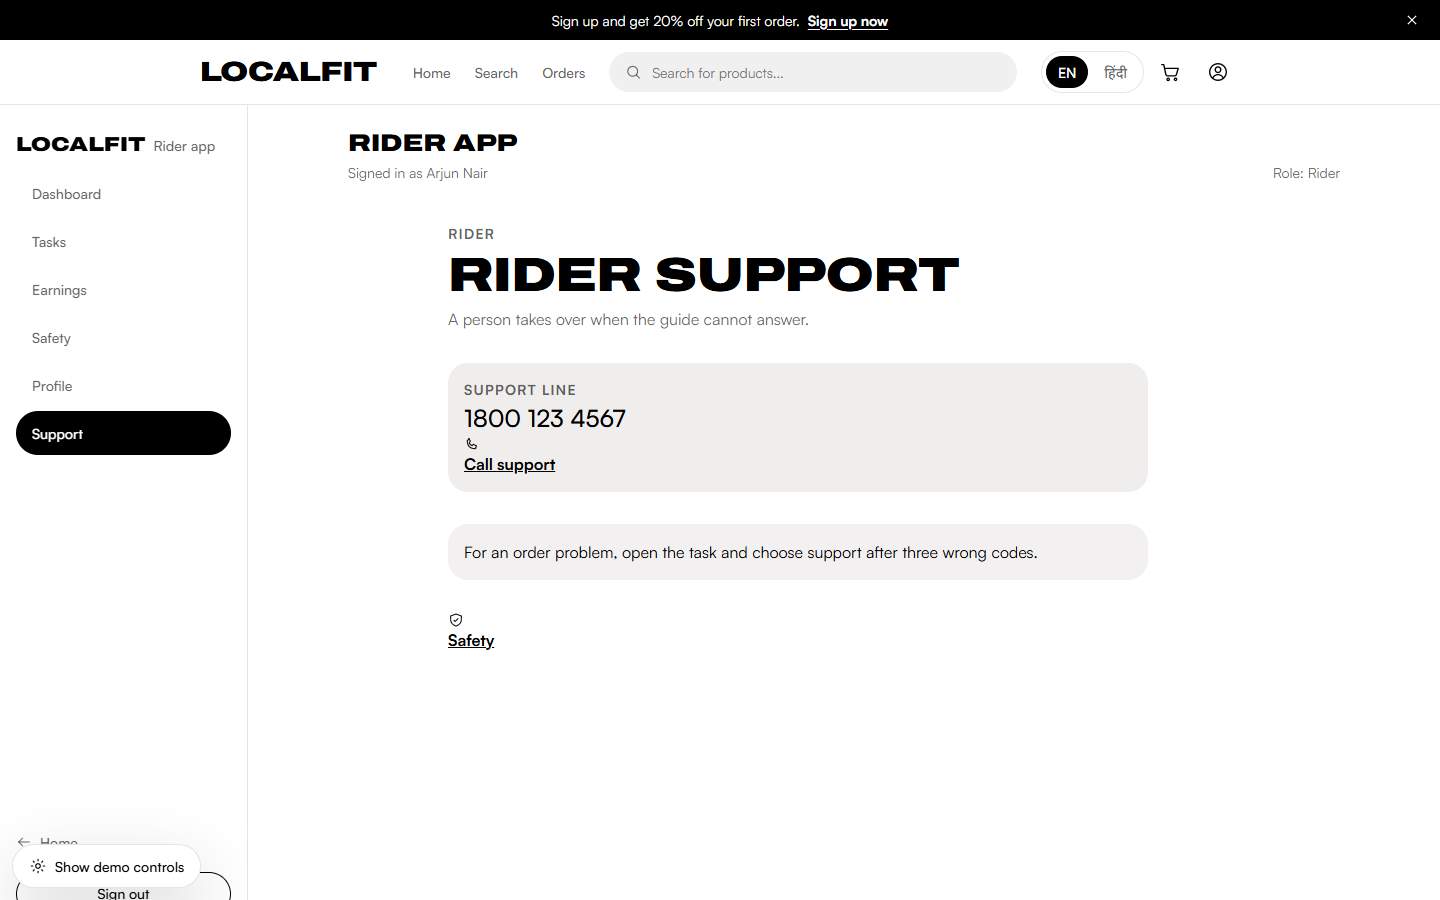 Sign up and get 20% off your first order. Sign up now
LOCALFIT
Home
Search
Orders
Search for products...
EN
हिंदी
LOCALFIT Rider app
Dashboard
Tasks
Earnings
Safety
Profile
Support
Home
Show demo controls
Sign out
RIDER APP
Signed in as Arjun Nair
Role: Rider
RIDER
RIDER SUPPORT
A person takes over when the guide cannot answer.
SUPPORT LINE
1800 123 4567
Call support
For an order problem, open the task and choose support after three wrong codes.
Safety